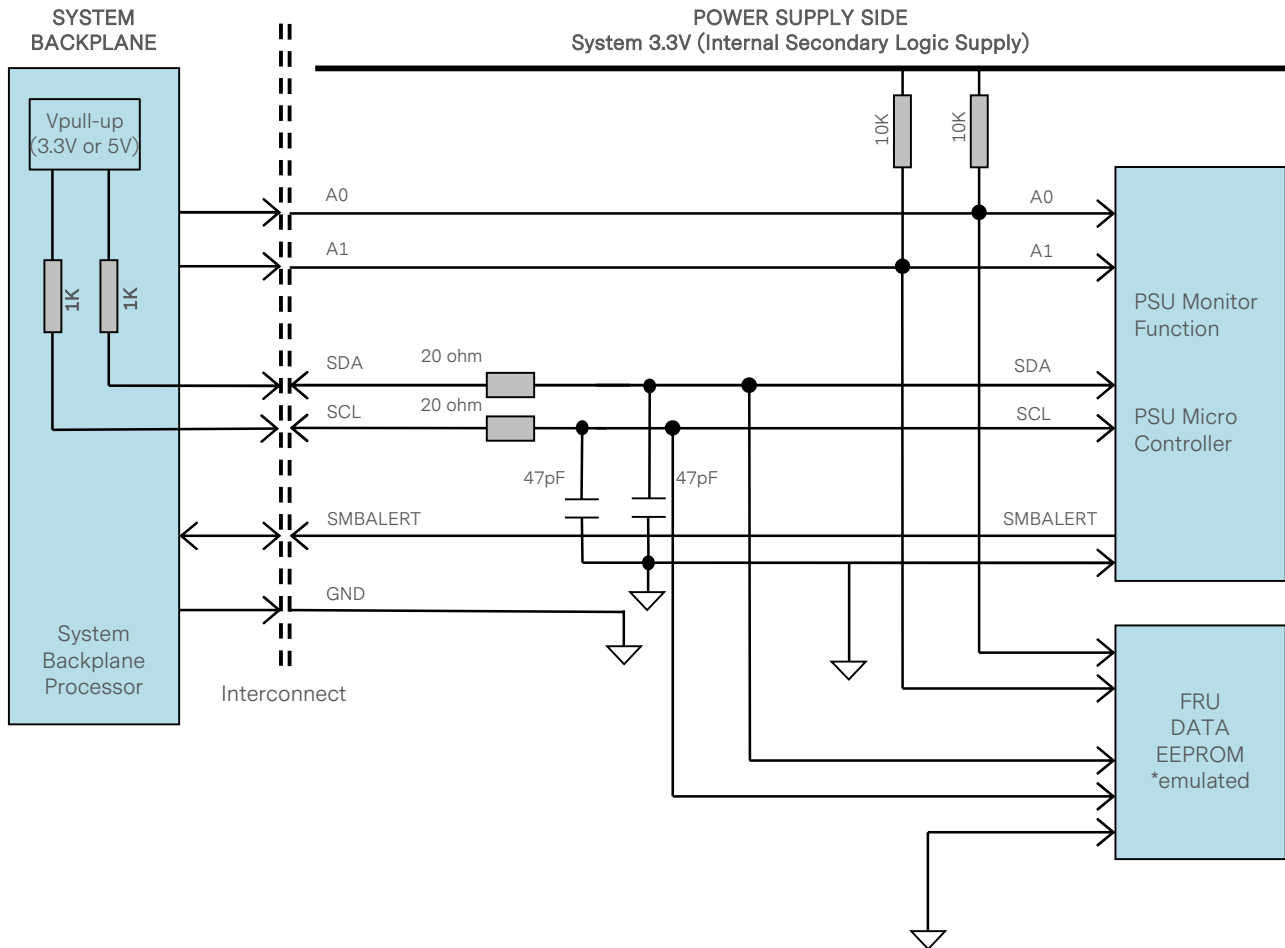 SYSTEM
BACKPLANE
POWER SUPPLY SIDE
System 3.3V (Internal Secondary Logic Supply)
Vpull-up
(3.3V or 5V)
10K
10K
A0
A0
A1
A1
1K
1K
PSU Monitor
Function
SDA
20 ohm
SDA
SCL
20 ohm
SCL
PSU Micro
Controller
47pF
47pF
SMBALERT
SMBALERT
GND
System
Backplane
Processor
Interconnect
FRU
DATA
EEPROM
*emulated